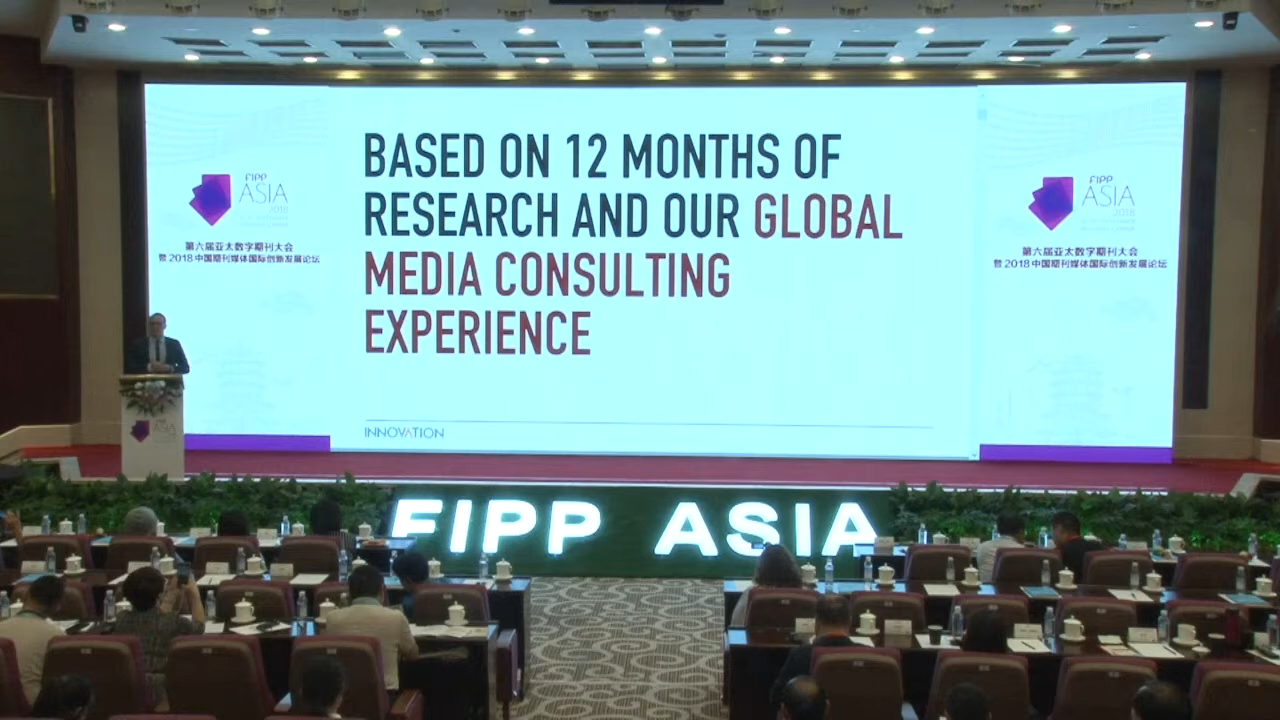 BASED ON 12 MONTHS OF
RESEARCH AND OUR GLOBAL
MEDIA CONSULTING
EXPERIENCE
INNOVATION
FIPP
ASIA
2018
第六届亚太数字期刊大会
暨2018中国期刊媒体国际创新发展论坛
FIPP
ASIA
2018
第六届亚太数字期刊大会
暨2018中国期刊媒体国际创新发展论坛
ASIA
FIPP ASIA